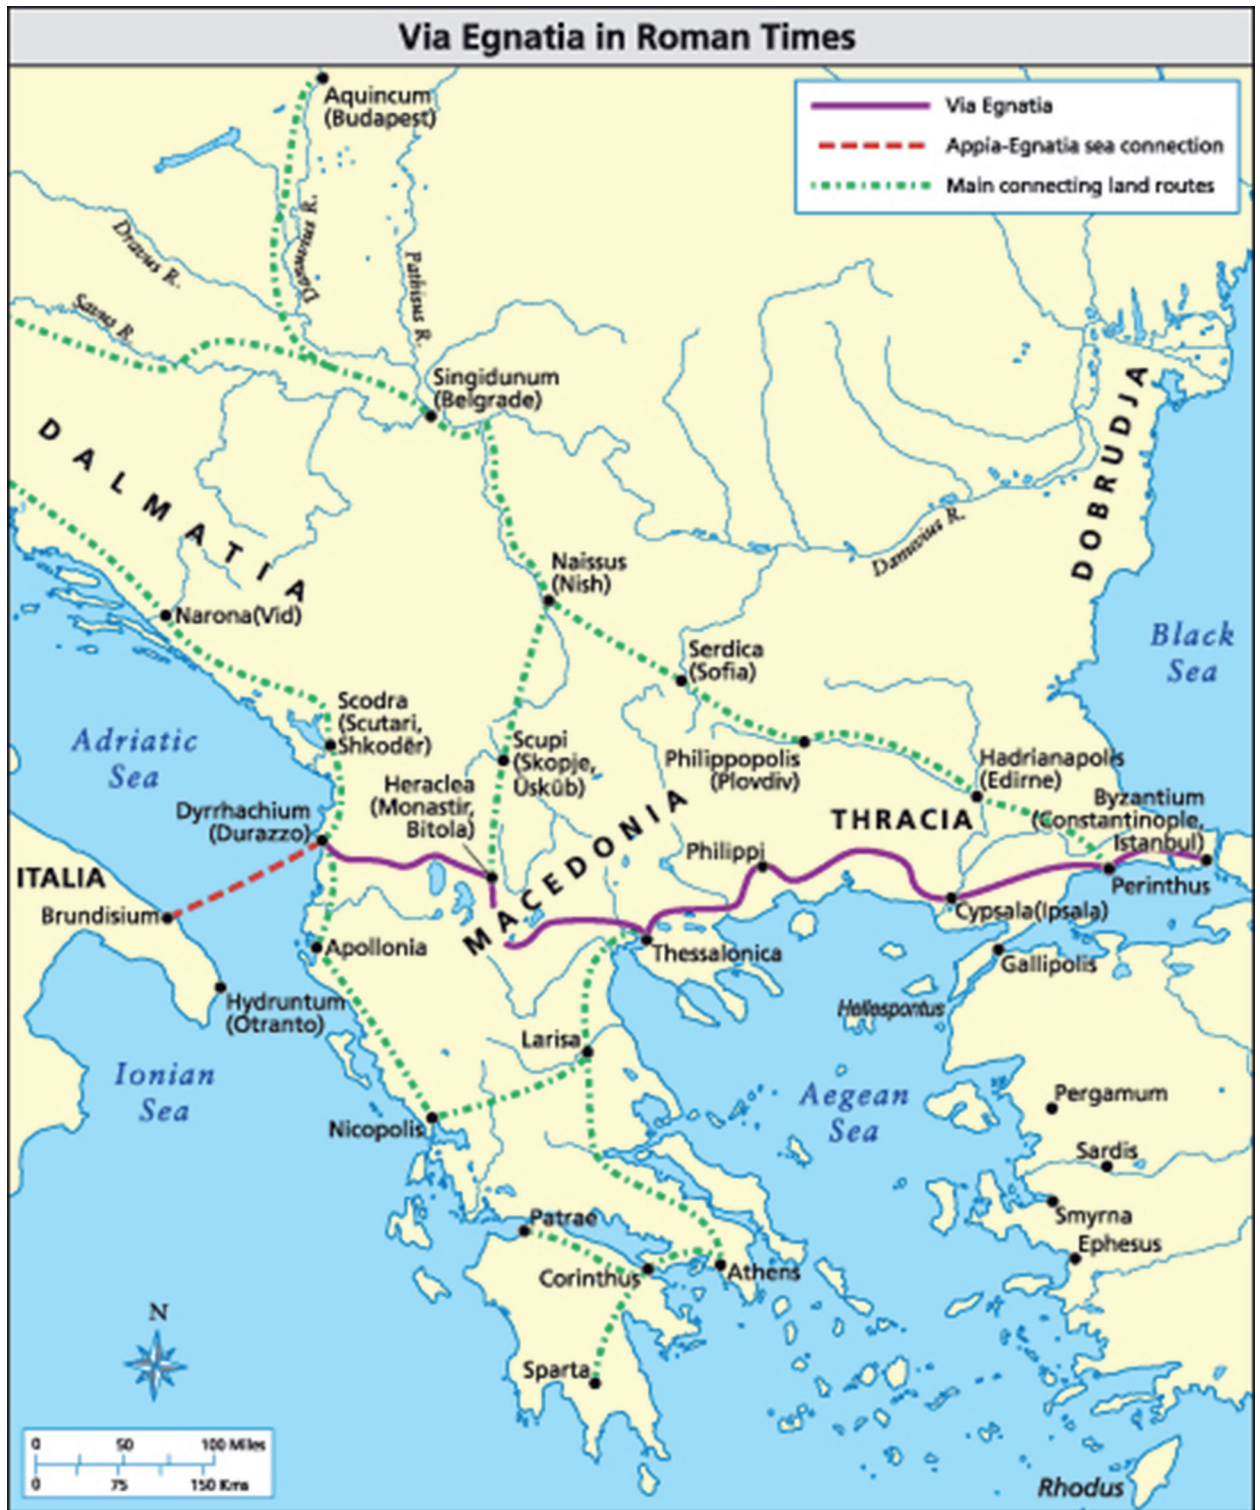 Via Egnatia in Roman Times
Via Egnatia
Appia-Egnatia sea connection
Main connecting land routes
Aquincum
(Budapest)
Danuvius R.
Dravus R.
Pathisus R.
Savus R.
Singidunum
(Belgrade)
DALMATIA
DOBRUDJA
Danuvius R.
Naissus
(Nish)
Narona(Vid)
Serdica
(Sofia)
Black
Sea
Scodra
(Scutari,
Shkodër)
Adriatic
Sea
Scupi
(Skopje,
Üsküb)
Philippopolis
(Plovdiv)
Hadrianapolis
(Edirne)
Heraclea
(Monastir,
Bitola)
Dyrrhachium
(Durazzo)
MACEDONIA
THRACIA
Byzantium
(Constantinople,
Istanbul)
Philippi
ITALIA
Perinthus
Brundisium
Cypsala(Ipsala)
Apollonia
Thessalonica
Gallipolis
Hydruntum
(Otranto)
Hellespontus
Larisa
Ionian
Sea
Aegean
Sea
Pergamum
Nicopolis
Sardis
Patrae
Smyrna
Ephesus
Corinthus
Athens
N
Sparta
0 50 100 Miles
0 75 150 Kms
Rhodus